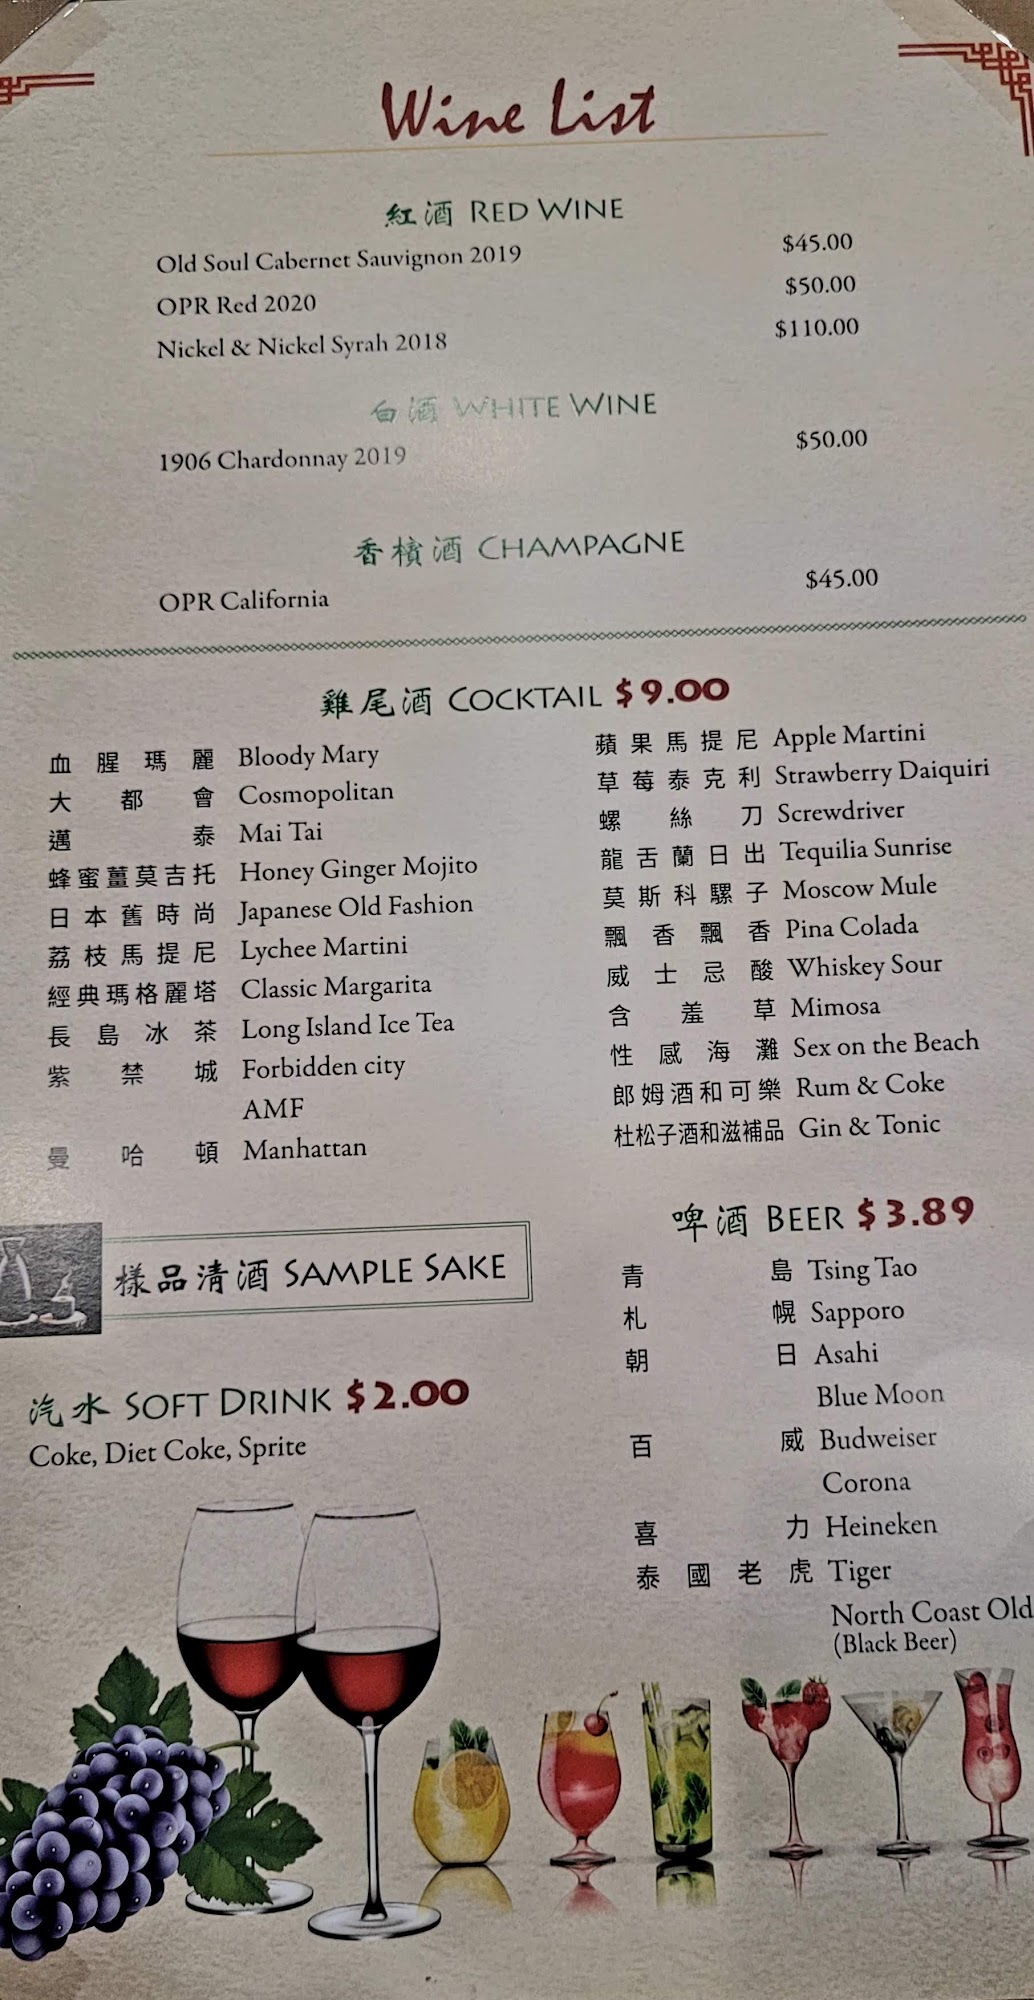 Wine List
紅酒 RED WINE
Old Soul Cabernet Sauvignon 2019 $45.00
OPR Red 2020 $50.00
Nickel & Nickel Syrah 2018 $110.00
白酒 WHITE WINE
1906 Chardonnay 2019 $50.00
香檳酒 CHAMPAGNE
OPR California $45.00
雞尾酒 COCKTAIL $9.00
血腥瑪麗 Bloody Mary
大都會 Cosmopolitan
邁泰 Mai Tai
蜂蜜薑莫吉托 Honey Ginger Mojito
日本舊時尚 Japanese Old Fashion
荔枝馬提尼 Lychee Martini
經典瑪格麗塔 Classic Margarita
長島冰茶 Long Island Ice Tea
紫禁城 Forbidden city
AMF
曼哈頓 Manhattan
蘋果馬提尼 Apple Martini
草莓泰克利 Strawberry Daiquiri
螺絲刀 Screwdriver
龍舌蘭日出 Tequilia Sunrise
莫斯科騾子 Moscow Mule
飄香飄香 Pina Colada
威士忌酸 Whiskey Sour
含羞草 Mimosa
性感海灘 Sex on the Beach
郎姆酒和可樂 Rum & Coke
杜松子酒和滋補品 Gin & Tonic
樣品清酒 SAMPLE SAKE
汽水 SOFT DRINK $2.00
Coke, Diet Coke, Sprite
啤酒 BEER $3.89
青島 Tsing Tao
札幌 Sapporo
朝日 Asahi
Blue Moon
百威 Budweiser
Corona
喜力 Heineken
泰國老虎 Tiger
North Coast Old
(Black Beer)